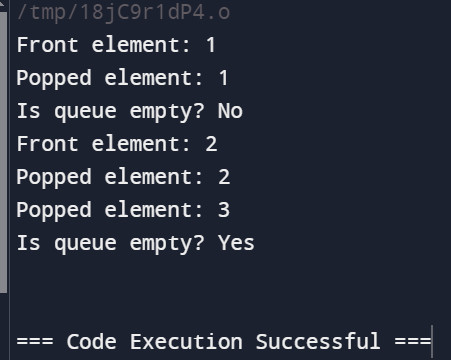 /tmp/18jC9r1dP4.o
Front element: 1
Popped element: 1
Is queue empty? No
Front element: 2
Popped element: 2
Popped element: 3
Is queue empty? Yes
=== Code Execution Successful ===